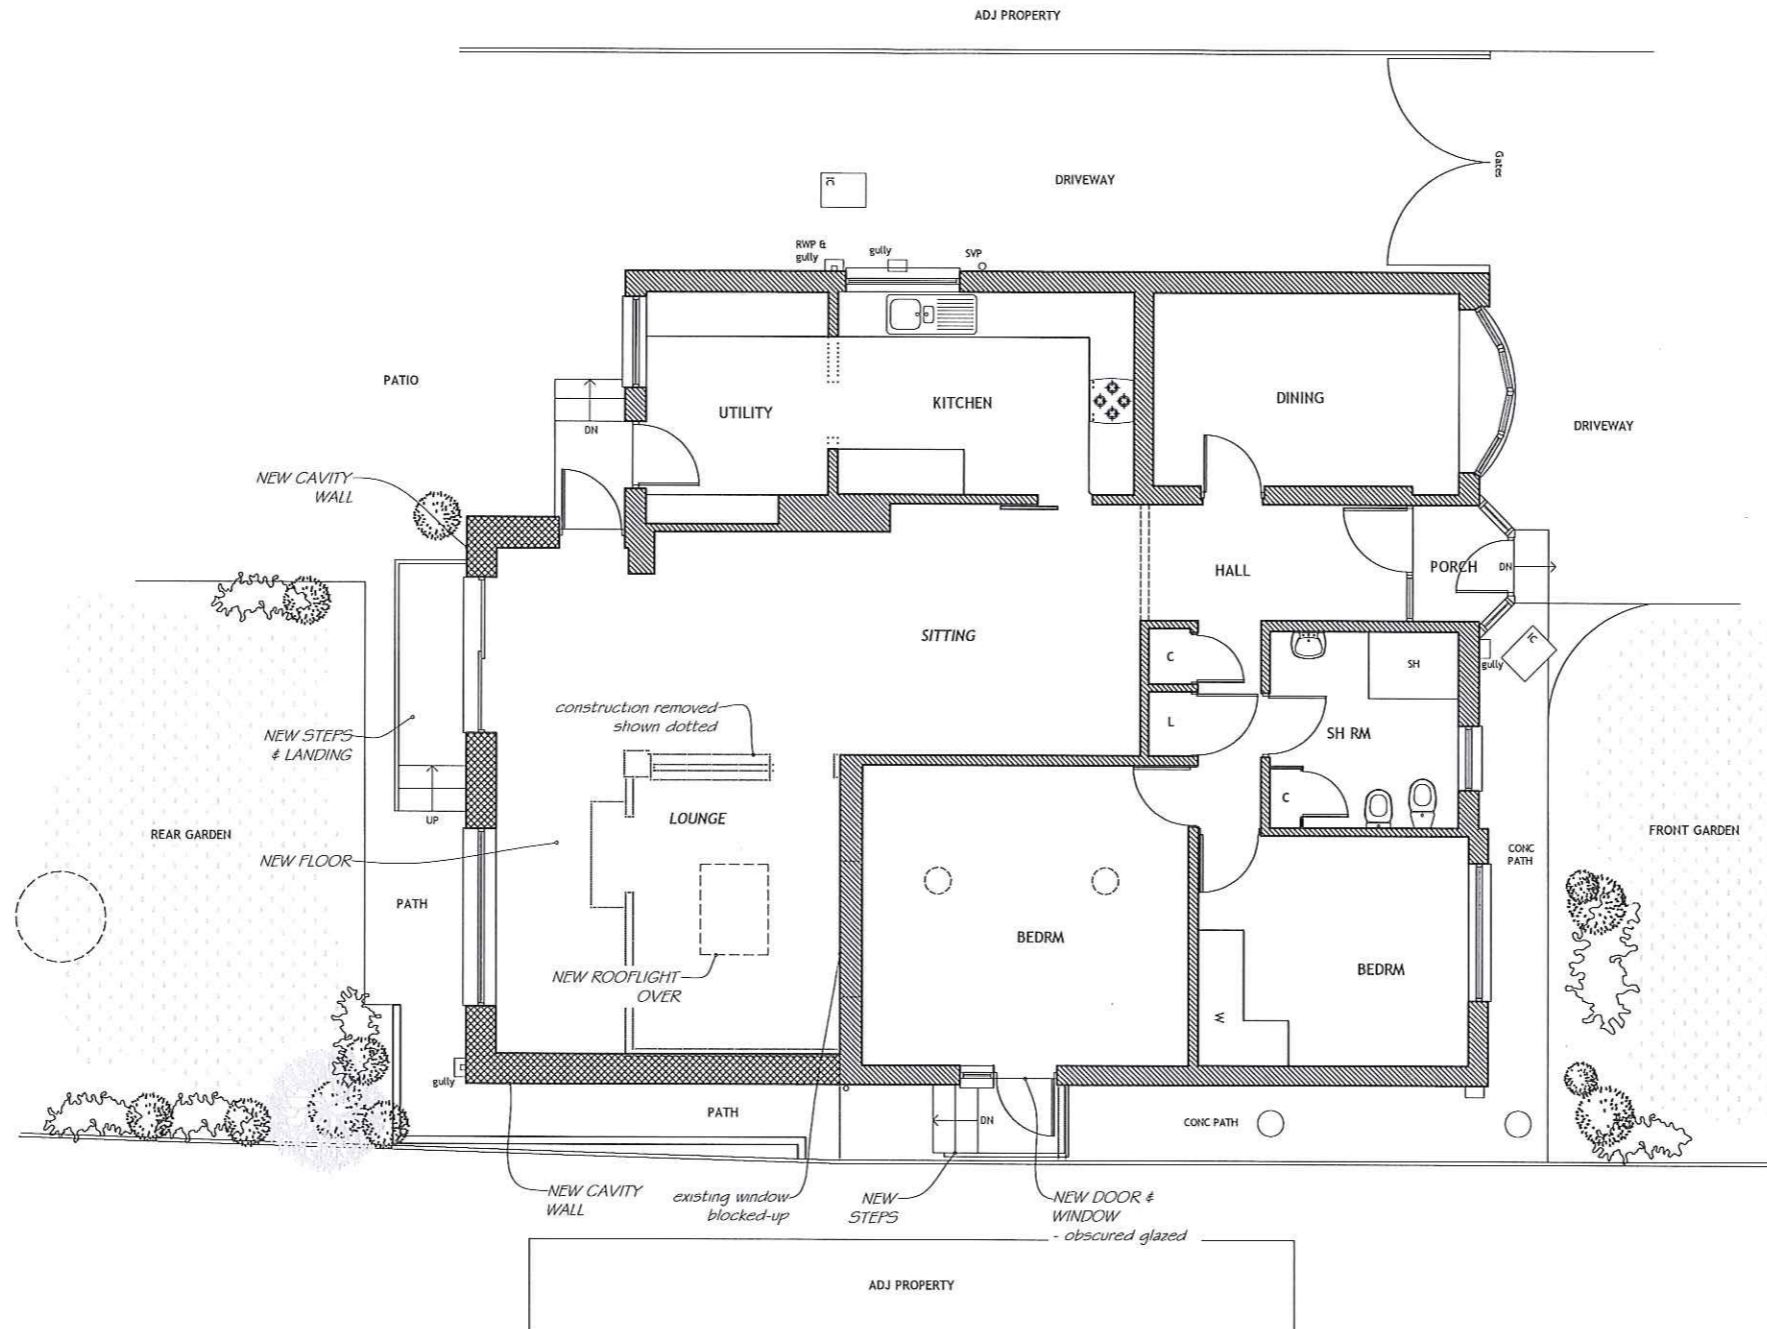 ADJ PROPERTY
Gates
IC
DRIVEWAY
RWP &
gully
gully
SVP
PATIO
UTILITY
KITCHEN
DINING
DRIVEWAY
DN
NEW CAVITY
WALL
HALL
PORCH
DN
SITTING
C
SH
gully
IC
construction removed
shown dotted
NEW STEPS
& LANDING
L
SH RM
C
UP
LOUNGE
REAR GARDEN
FRONT GARDEN
NEW FLOOR
CONC
PATH
PATH
BEDRM
BEDRM
NEW ROOFLIGHT
OVER
W
gully
PATH
DN
CONC PATH
NEW CAVITY
WALL
existing window
blocked-up
NEW
STEPS
NEW DOOR &
WINDOW
- obscured glazed
ADJ PROPERTY